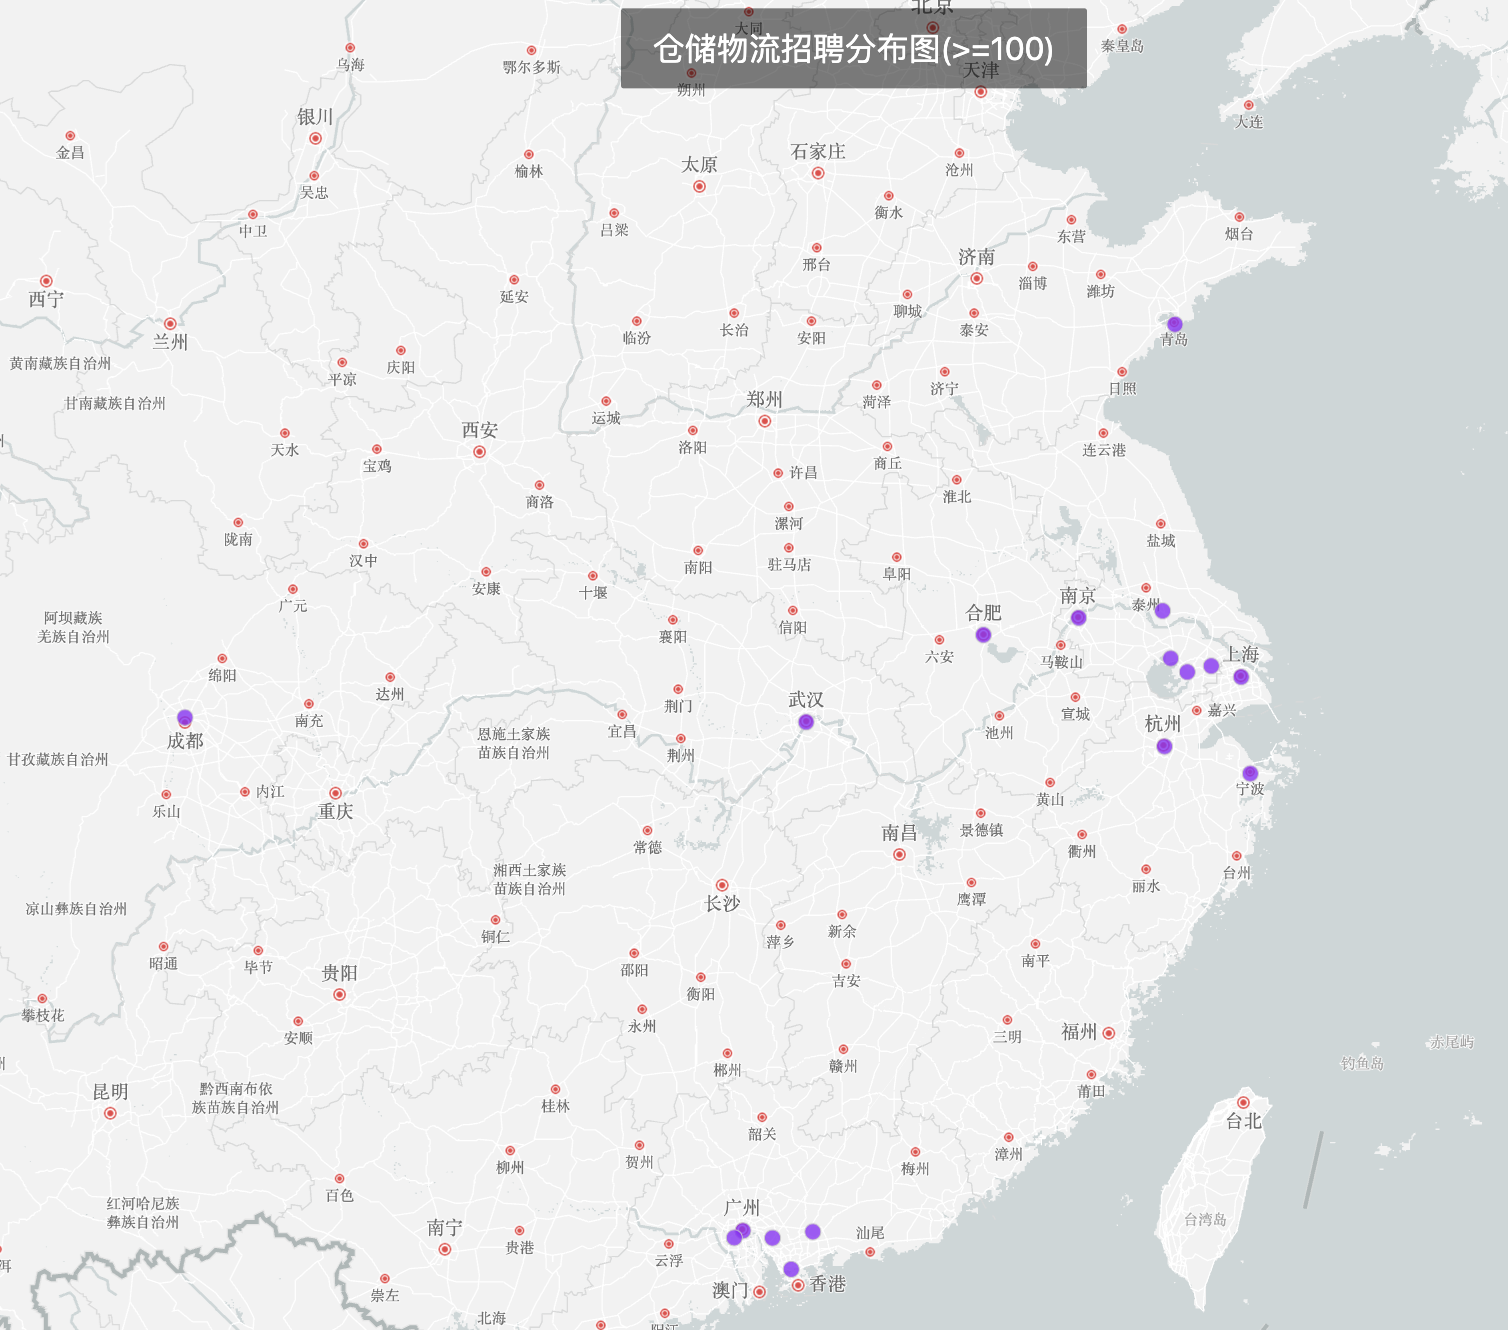 北京
大同
仓储物流招聘分布图(>=100)
秦皇岛
乌海
鄂尔多斯
天津
朔州
银川
大连
金昌
太原
石家庄
沧州
榆林
吴忠
衡水
中卫
吕梁
东营
烟台
邢台
济南
淄博
潍坊
西宁
延安
聊城
兰州
临汾
长治
安阳
泰安
青岛
黄南藏族自治州
庆阳
平凉
济宁
日照
甘南藏族自治州
郑州
菏泽
运城
西安
州
天水
宝鸡
洛阳
商丘
连云港
许昌
商洛
淮北
陇南
漯河
盐城
汉中
南阳
驻马店
阜阳
安康
十堰
广元
南京
泰州
阿坝藏族
羌族自治州
合肥
襄阳
信阳
六安
马鞍山
上海
绵阳
达州
荆门
武汉
宣城
嘉兴
南充
宜昌
池州
杭州
成都
恩施土家族
苗族自治州
荆州
甘孜藏族自治州
内江
乐山
重庆
黄山
宁波
南昌
景德镇
常德
衢州
湘西土家族
苗族自治州
台州
丽水
长沙
鹰潭
凉山彝族自治州
铜仁
萍乡
新余
昭通
毕节
贵阳
邵阳
衡阳
吉安
南平
攀枝花
安顺
永州
三明
福州
赤尾屿
钓鱼岛
州
昆明
黔西南布依
族苗族自治州
郴州
赣州
莆田
桂林
台北
韶关
柳州
贺州
梅州
漳州
百色
红河哈尼族
彝族自治州
广州
台湾岛
南宁
汕尾
贵港
云浮
洱
崇左
澳门
香港
北海
阳江